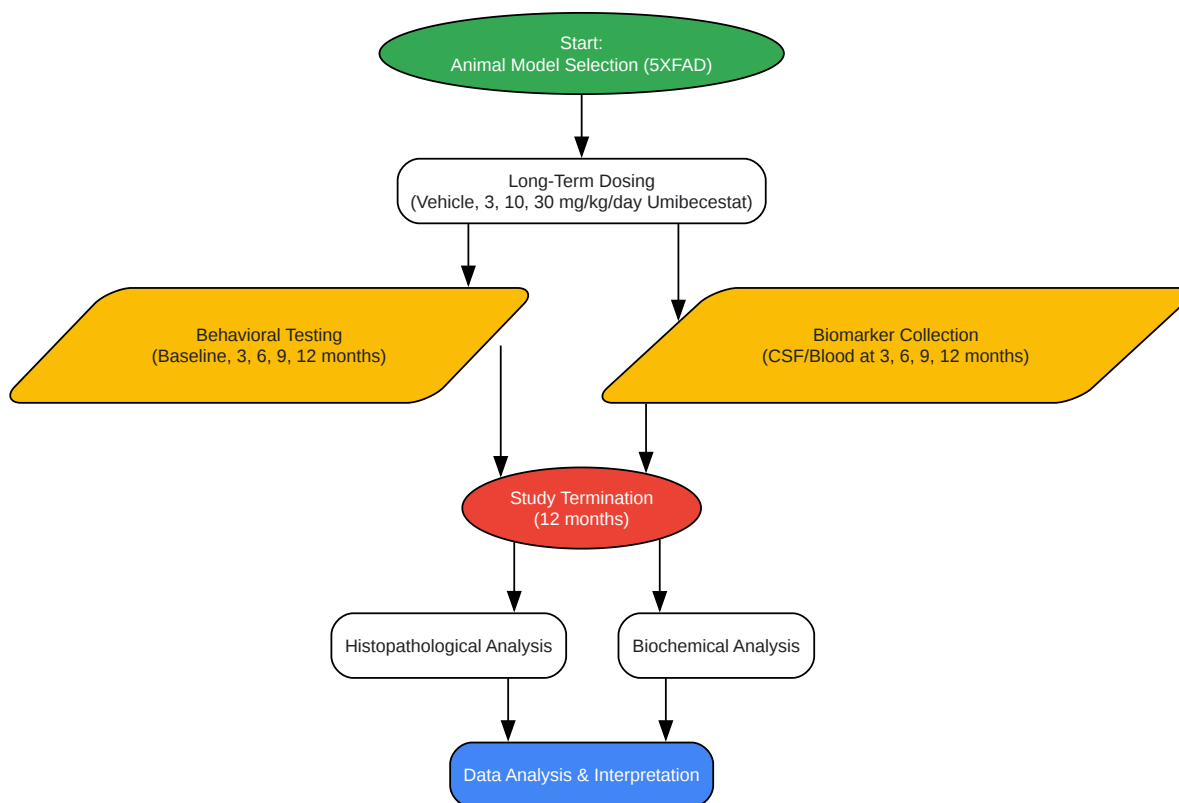 Start:
Animal Model Selection (5XFAD)
Long-Term Dosing
(Vehicle, 3, 10, 30 mg/kg/day Umibecestat)
Behavioral Testing
(Baseline, 3, 6, 9, 12 months)
Biomarker Collection
(CSF/Blood at 3, 6, 9, 12 months)
Study Termination
(12 months)
Histopathological Analysis
Biochemical Analysis
Data Analysis & Interpretation